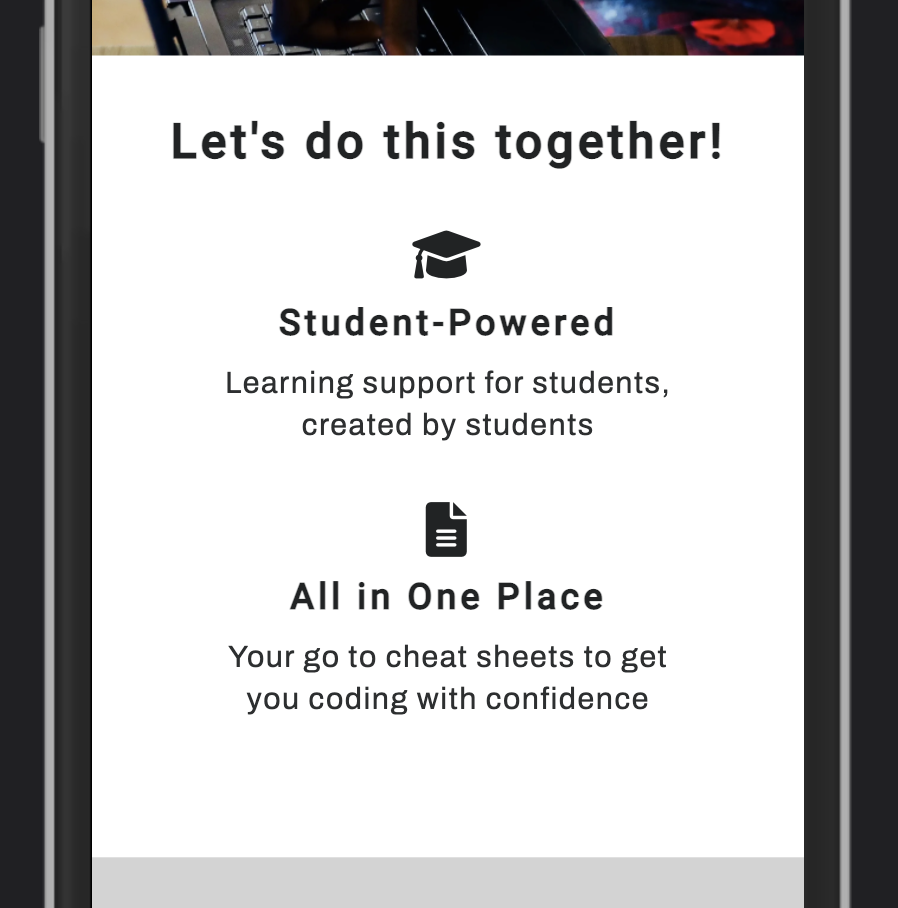 Let's do this together!
Student-Powered
Learning support for students,
created by students
All in One Place
Your go to cheat sheets to get
you coding with confidence